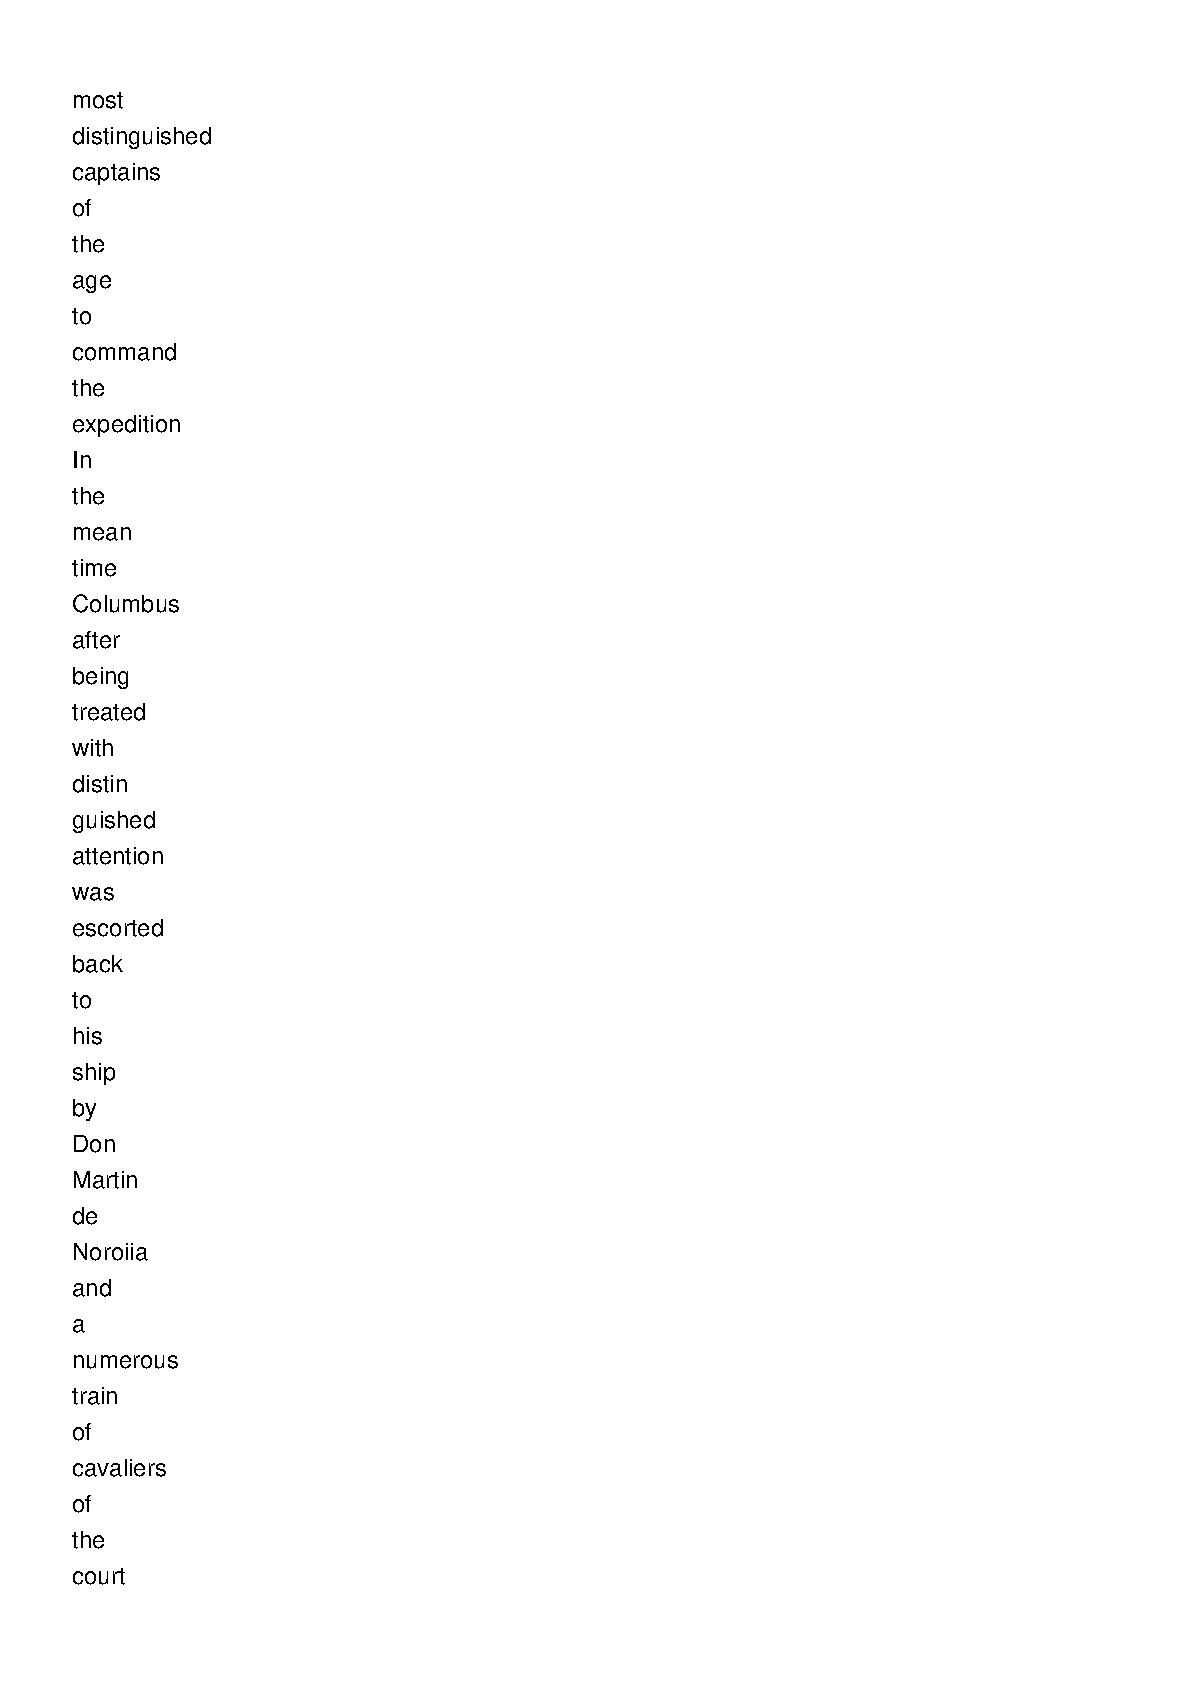 most
distinguished
captains
of
the
age
to
command
the
expedition
In
the
mean
time
Columbus
after
being
treated
with
distin
guished
attention
was
escorted
back
to
his
ship
by
Don
Martin
de
Noroiia
and
a
numerous
train
of
cavaliers
of
the
court